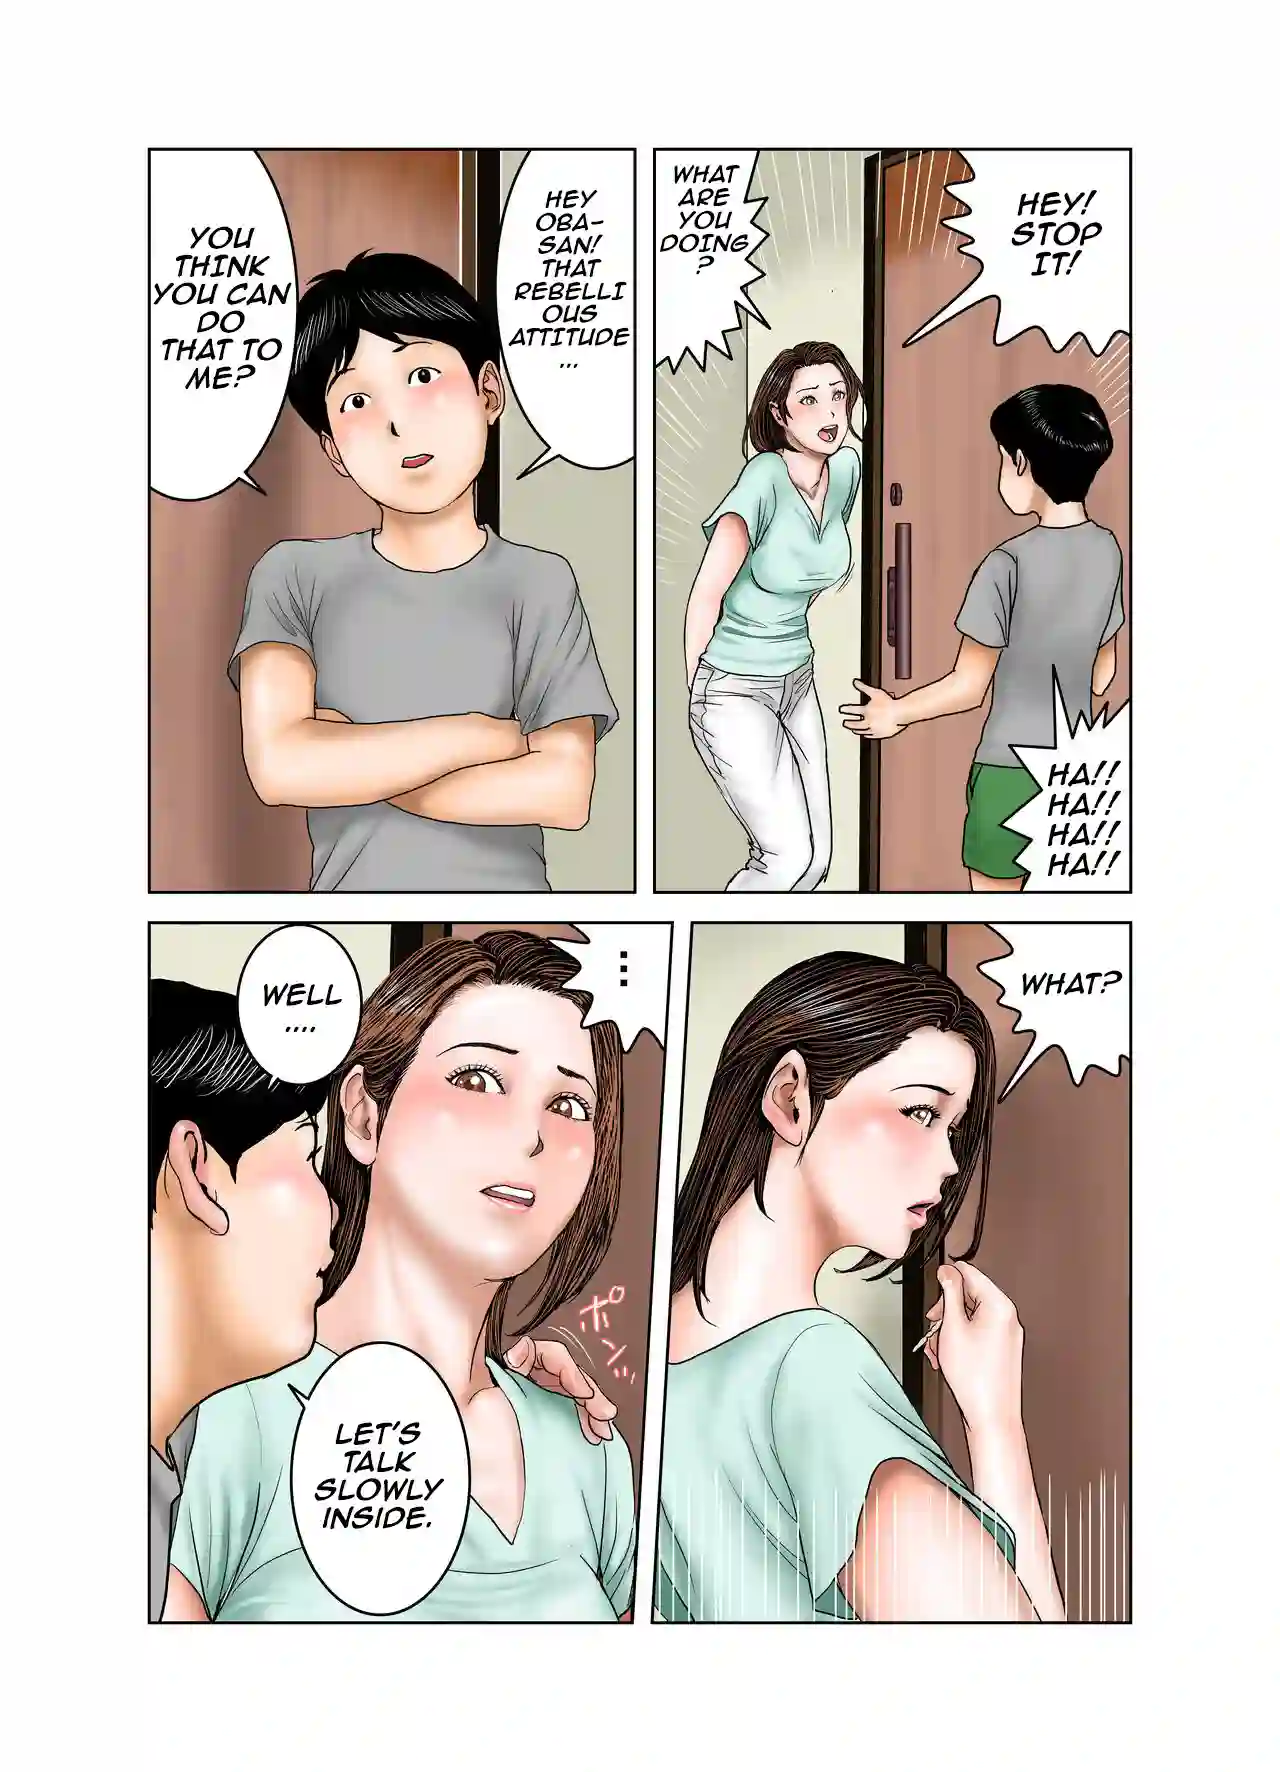 HEY!
STOP
IT!
WHAT
ARE
YOU
DOING
?
HA!!
HA!!
HA!!
HA!!
HEY
OBA-
SAN!
THAT
REBELLI
OUS
ATTITUDE
...
YOU
THINK
YOU CAN
DO
THAT TO
ME?
WHAT?
...
WELL
....
ポンッ
LET'S
TALK
SLOWLY
INSIDE.